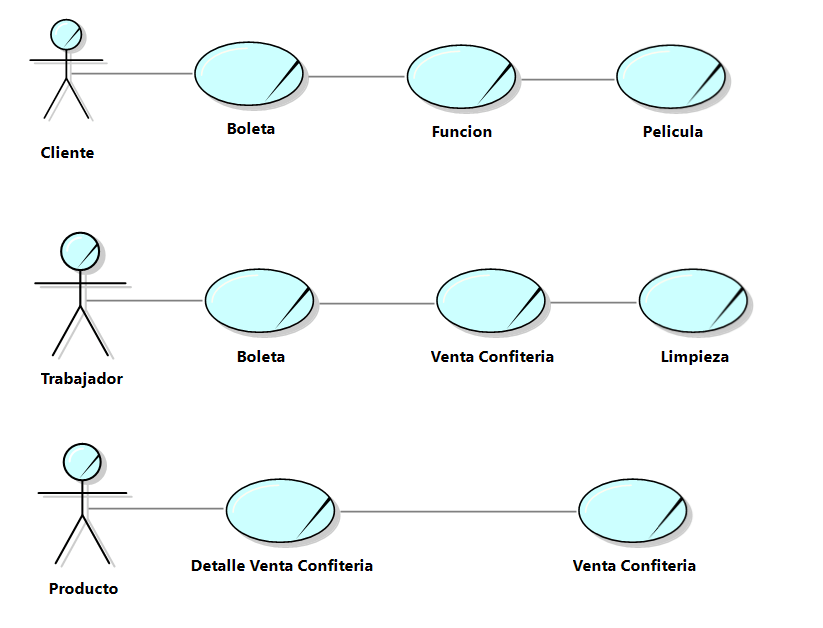 Boleta
Funcion
Pelicula
Cliente
Boleta
Venta Confiteria
Limpieza
Trabajador
Detalle Venta Confiteria
Venta Confiteria
Producto